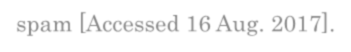 spam [Accessed 16 Aug. 2017].